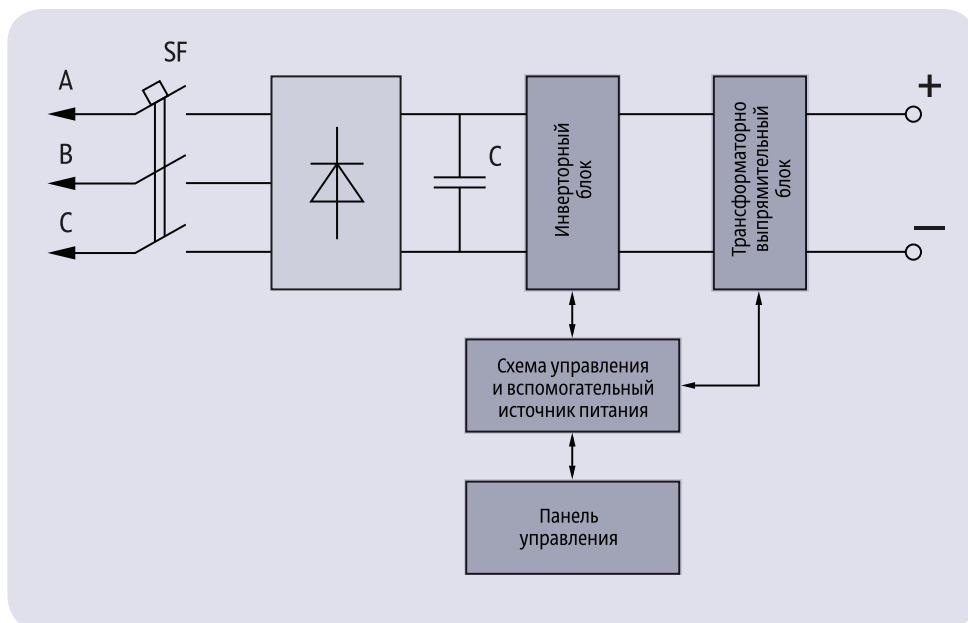 SF
A
B
C
C
+
−
Инверторный
блок
Трансформаторно
выпрямительный
блок
Схема управления
и вспомогательный
источник питания
Панель
управления